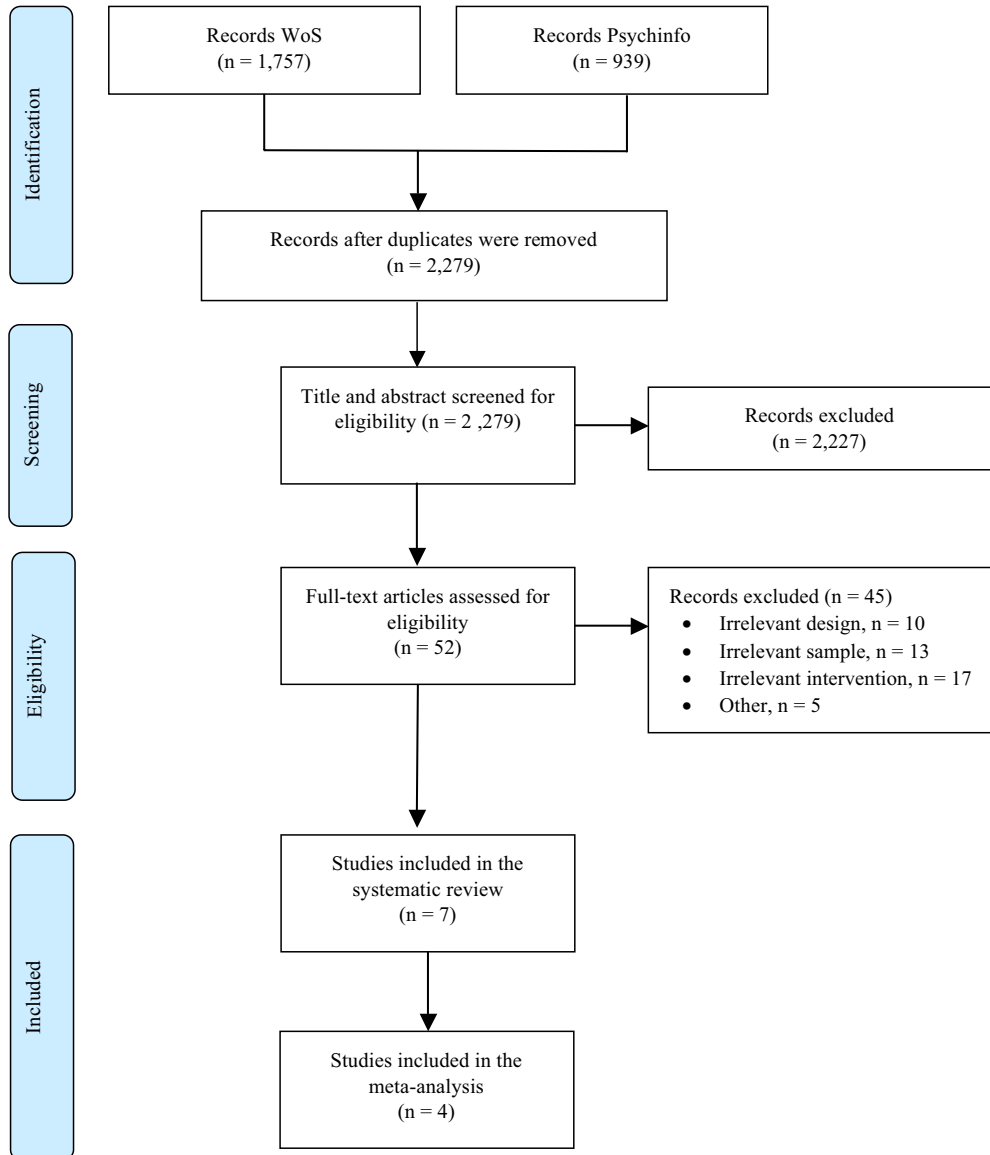 Identification
Records WoS
(n = 1,757)
Records Psychinfo
(n = 939)
Records after duplicates were removed
(n = 2,279)
Screening
Title and abstract screened for
eligibility (n = 2 ,279)
Records excluded
(n = 2,227)
Eligibility
Full-text articles assessed for
eligibility
(n = 52)
Records excluded (n = 45)
• Irrelevant design, n = 10
• Irrelevant sample, n = 13
• Irrelevant intervention, n = 17
• Other, n = 5
Included
Studies included in the
systematic review
(n = 7)
Studies included in the
meta-analysis
(n = 4)